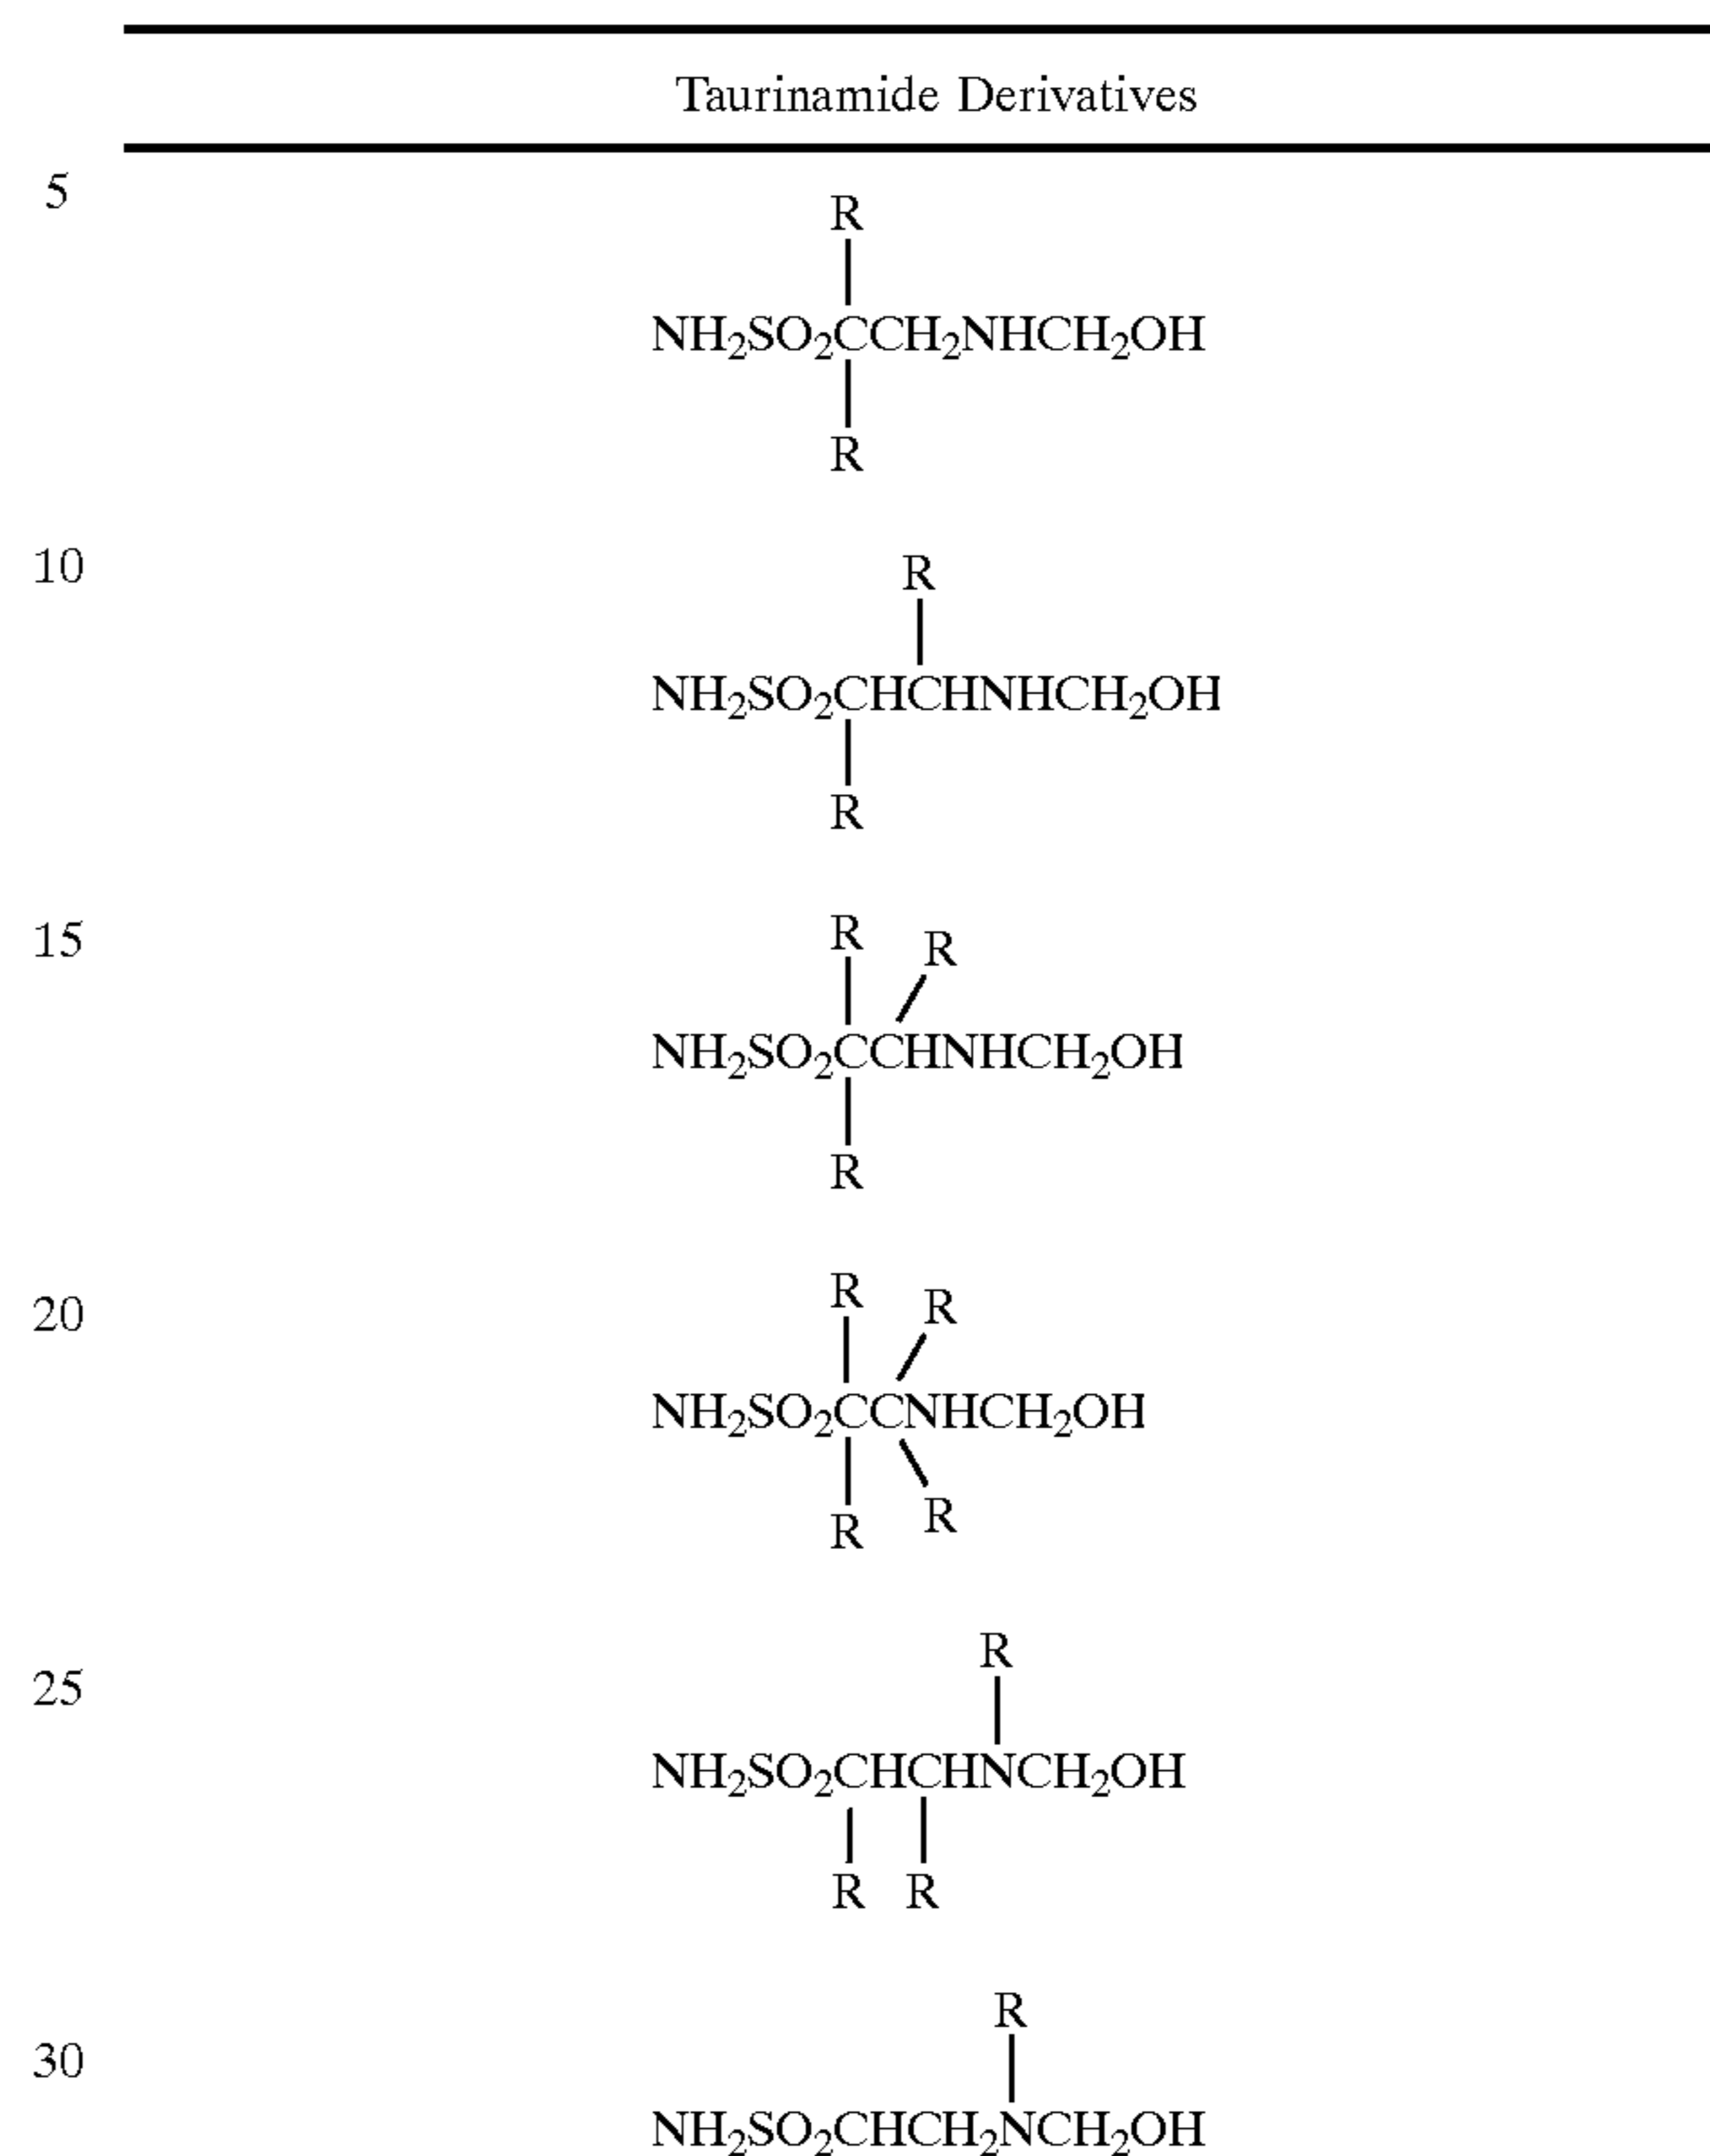 Taurinamide Derivatives
5
R
NH₂SO₂CCH₂NHCH₂OH
R
10
R
NH₂SO₂CHCHNHCH₂OH
R
15
R R
NH₂SO₂CCHNHCH₂OH
R
20
R R
NH₂SO₂CCNHCH₂OH
R R
25
R
NH₂SO₂CHCHNCH₂OH
R R
30
R
NH₂SO₂CHCH₂NCH₂OH